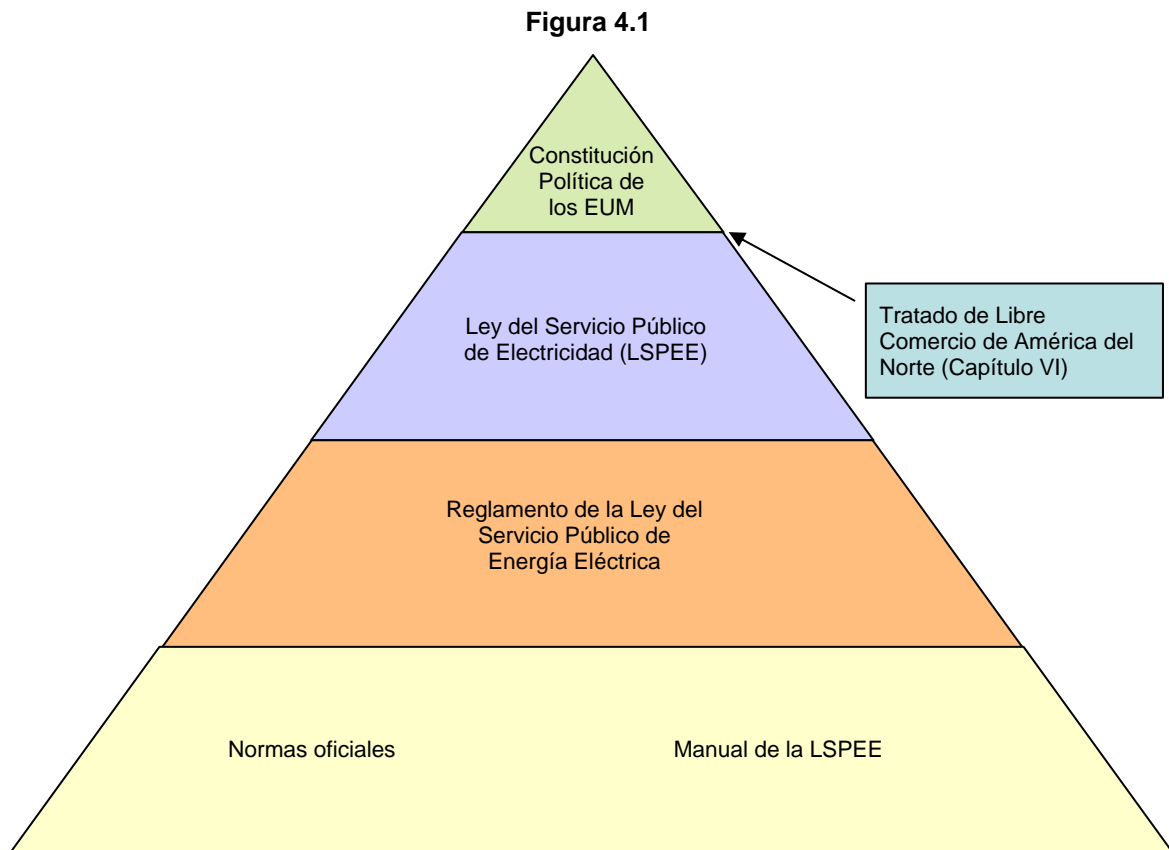 Figura 4.1
Constitución
Política de
los EUM
Ley del Servicio Público
de Electricidad (LSPEE)
Tratado de Libre
Comercio de América del
Norte (Capítulo VI)
Reglamento de la Ley del
Servicio Público de
Energía Eléctrica
Normas oficiales
Manual de la LSPEE